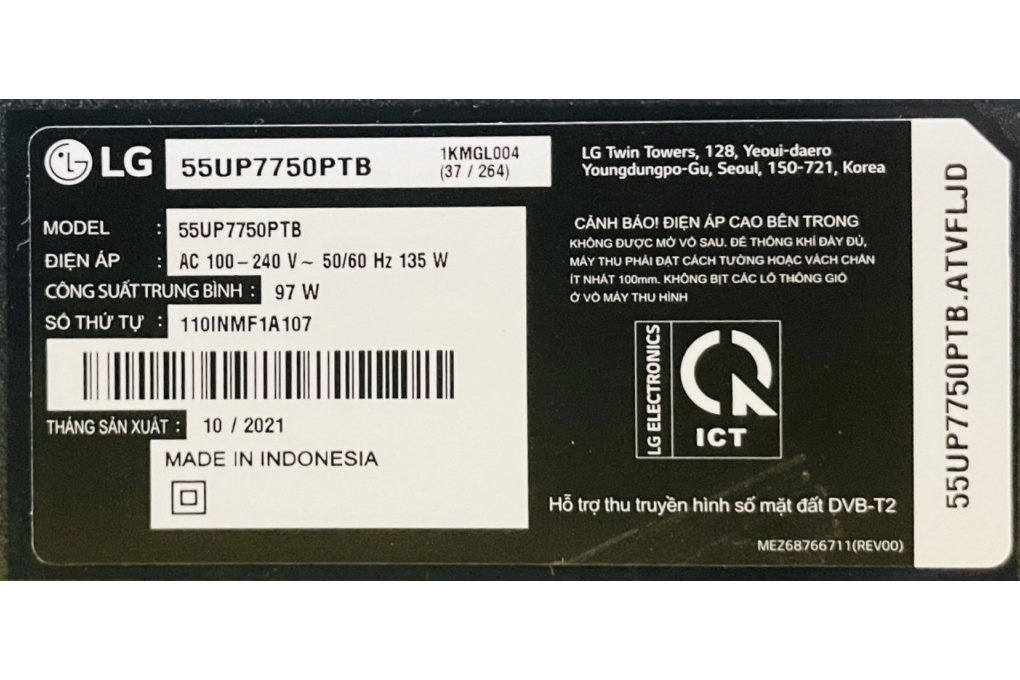 LG
55UP7750PTB
1KMGL004
(37 / 264)
LG Twin Towers, 128, Yeoui-daero
Youngdungpo-Gu, Seoul, 150-721, Korea
MODEL : 55UP7750PTB
ĐIỆN ÁP : AC 100-240 V~ 50/60 Hz 135 W
CÔNG SUẤT TRUNG BÌNH : 97 W
SỐ THỨ TỰ : 110INMF1A107
THÁNG SẢN XUẤT : 10 / 2021
MADE IN INDONESIA
CẢNH BÁO! ĐIỆN ÁP CAO BÊN TRONG
KHÔNG ĐƯỢC MỞ VỎ SAU. ĐỂ THÔNG KHÍ ĐẦY ĐỦ,
MÁY THU PHẢI ĐẶT CÁCH TƯỜNG HOẶC VÁCH CHẮN
ÍT NHẤT 100mm. KHÔNG BỊT CÁC LỖ THÔNG GIÓ
Ở VỎ MÁY THU HÌNH
LG ELECTRONICS
ICT
Hỗ trợ thu truyền hình số mặt đất DVB-T2
MEZ68766711(REV00)
55UP7750PTB.ATVFLJD